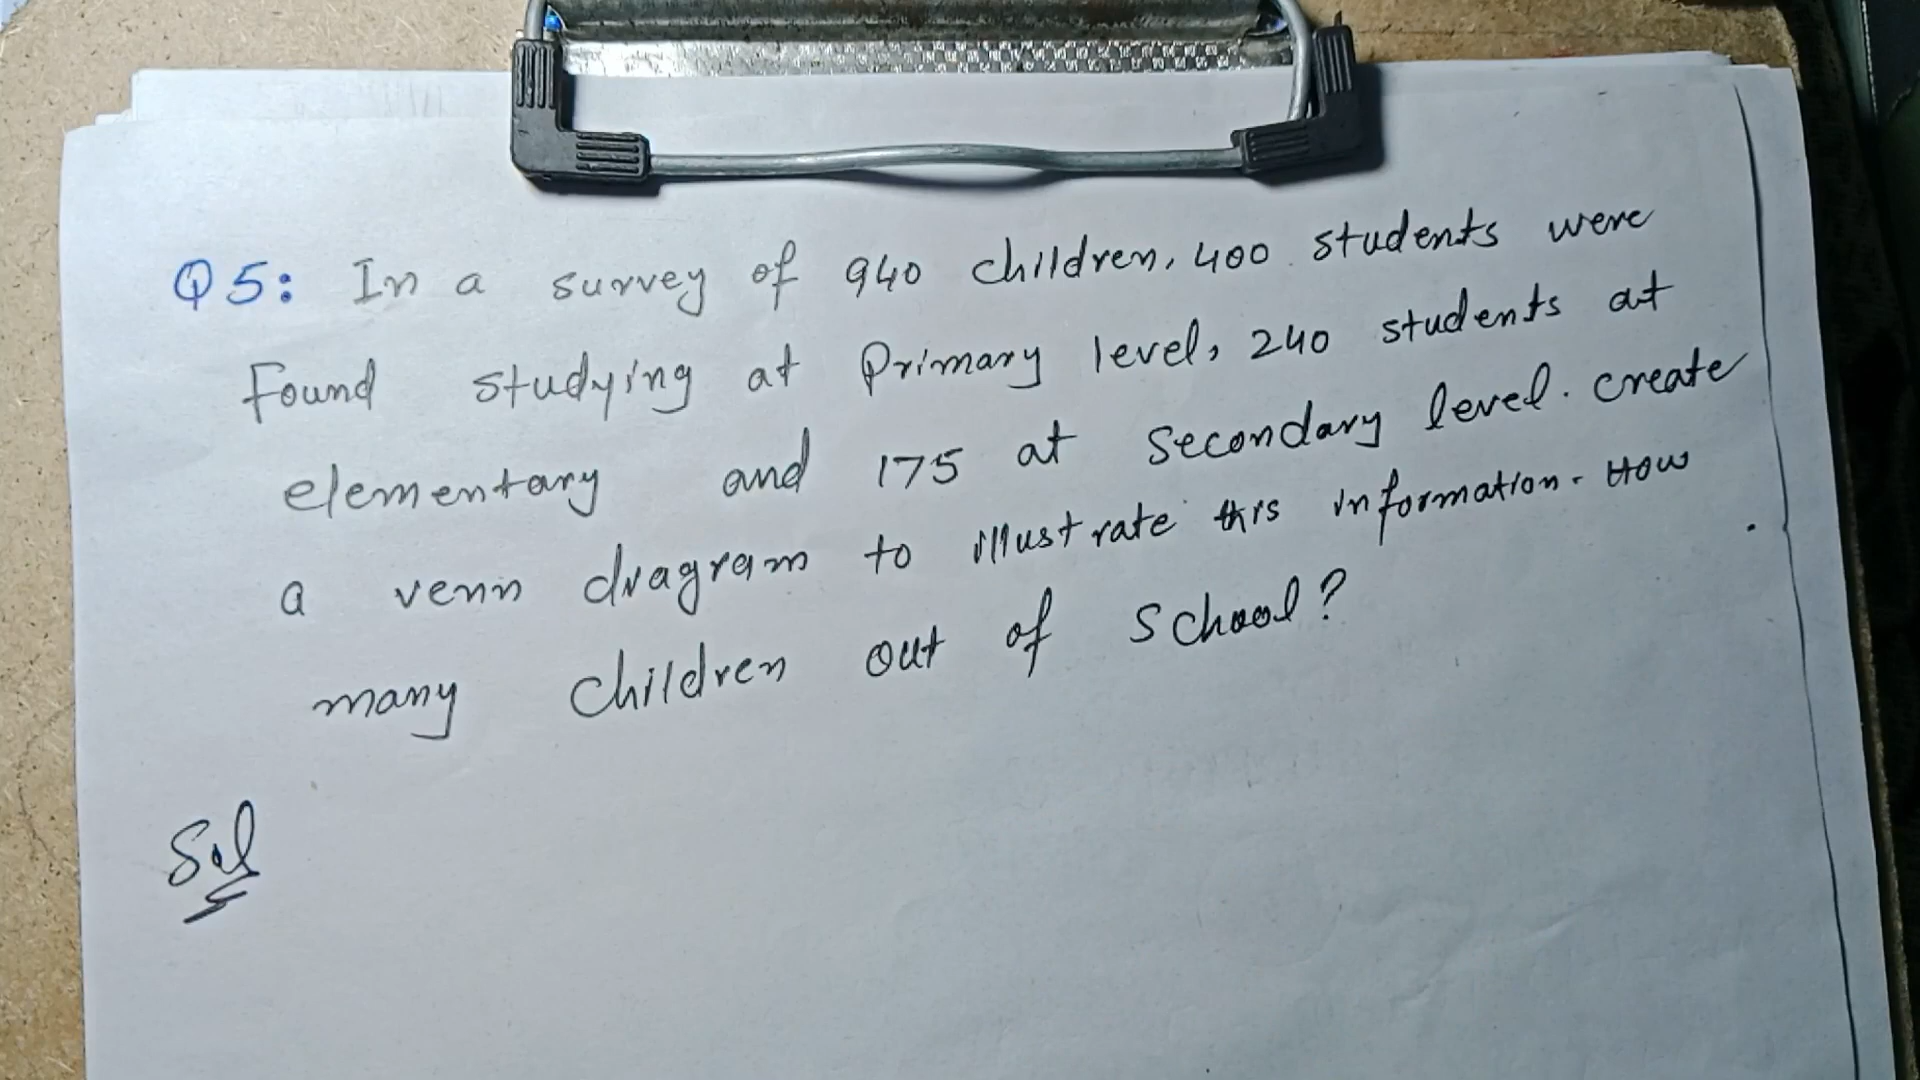 Q5: In a survey of 940 children, 400 students were
Found studying at Primary level, 240 students at
elementary and 175 at Secondary level. create
a venn diagram to illustrate this information. How
many children out of school?
Sol